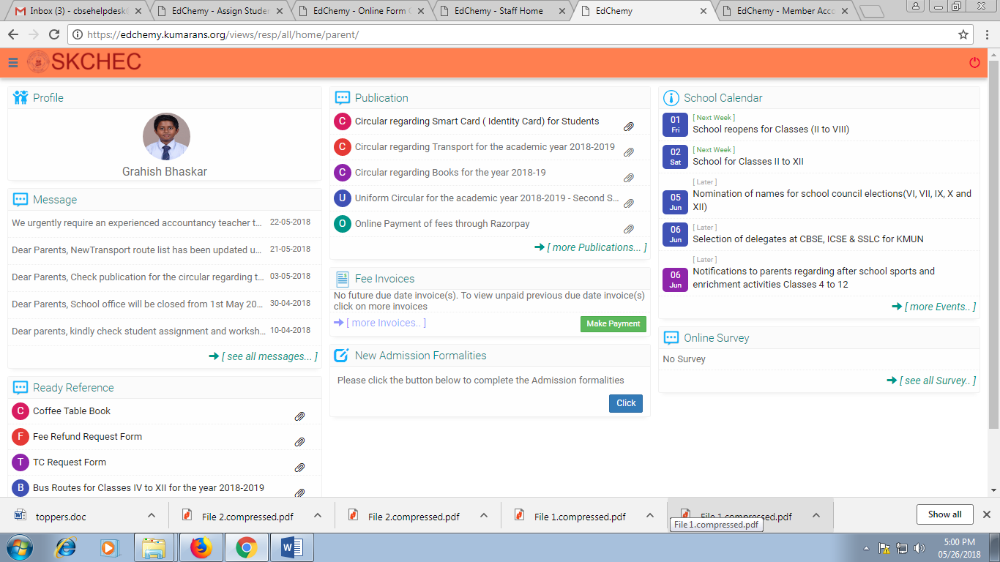 Inbox (3) - cbsehelpdesk
EdChemy - Assign Studen
EdChemy - Online Form C
EdChemy - Staff Home
EdChemy
EdChemy - Member Acc
https://edchemy.kumarans.org/views/resp/all/home/parent/
SKCHEC
Profile
Grahish Bhaskar
Message
We urgently require an experienced accountancy teacher t... 22-05-2018
Dear Parents, NewTransport route list has been updated u... 21-05-2018
Dear Parents, Check publication for the circular regarding t... 03-05-2018
Dear Parents, School office will be closed from 1st May 20... 30-04-2018
Dear parents, kindly check student assignment and worksh... 10-04-2018
[ see all messages... ]
Ready Reference
C Coffee Table Book
F Fee Refund Request Form
T TC Request Form
B Bus Routes for Classes IV to XII for the year 2018-2019
Publication
C Circular regarding Smart Card ( Identity Card) for Students
C Circular regarding Transport for the academic year 2018-2019
C Circular regarding Books for the year 2018-19
U Uniform Circular for the academic year 2018-2019 - Second S...
O Online Payment of fees through Razorpay
[ more Publications... ]
Fee Invoices
No future due date invoice(s). To view unpaid previous due date invoice(s)
click on more invoices
[ more Invoices.. ]
Make Payment
New Admission Formalities
Please click the button below to complete the Admission formalities
Click
School Calendar
01 Fri
[ Next Week ]
School reopens for Classes (II to VIII)
02 Sat
[ Next Week ]
School for Classes II to XII
05 Jun
[ Later ]
Nomination of names for school council elections(VI, VII, IX, X and
XII)
06 Jun
[ Later ]
Selection of delegates at CBSE, ICSE & SSLC for KMUN
06 Jun
[ Later ]
Notifications to parents regarding after school sports and
enrichment activities Classes 4 to 12
[ more Events.. ]
Online Survey
No Survey
[ see all Survey.. ]
toppers.doc
File 2.compressed.pdf
File 2.compressed.pdf
File 1.compressed.pdf
File 1.compressed.pdf
File 1.compressed.pdf
Show all
5:00 PM
05/26/2018